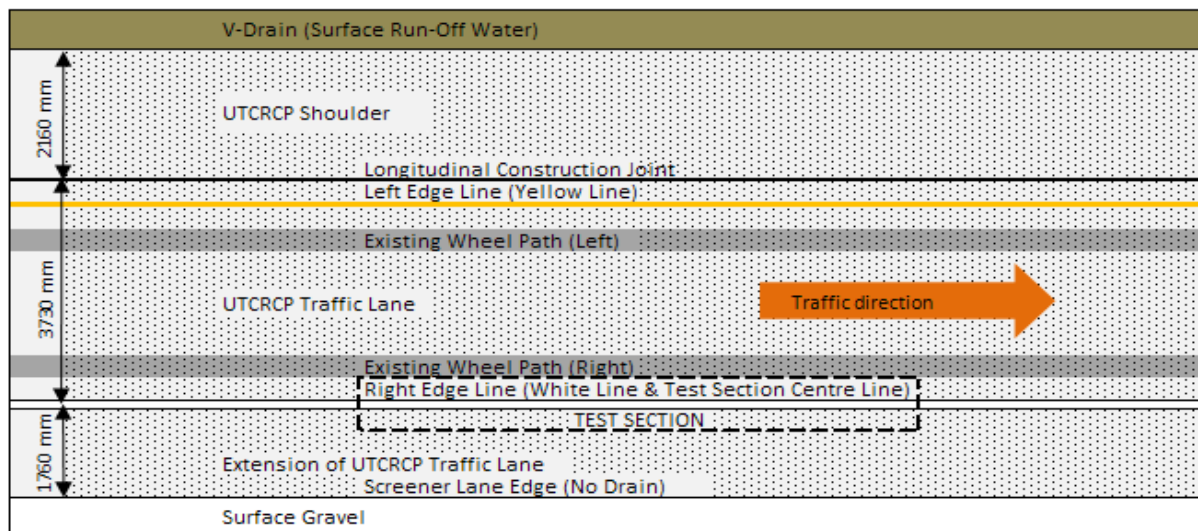 V-Drain (Surface Run-Off Water)
2160 mm
UTCRCP Shoulder
Longitudinal Construction Joint
Left Edge Line (Yellow Line)
Existing Wheel Path (Left)
3730 mm
UTCRCP Traffic Lane
Traffic direction
Existing Wheel Path (Right)
Right Edge Line (White Line & Test Section Centre Line)
TEST SECTION
1760 mm
Extension of UTCRCP Traffic Lane
Screener Lane Edge (No Drain)
Surface Gravel